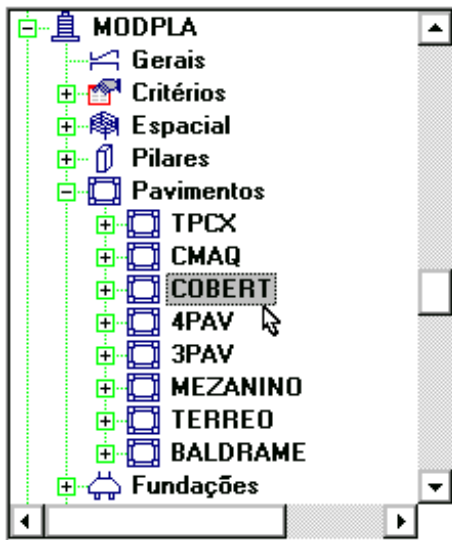 MODPLA
Gerais
Critérios
Espacial
Pilares
Pavimentos
TPCX
CMAQ
COBERT
4PAV
3PAV
MEZANINO
TERREO
BALDRAME
Fundações